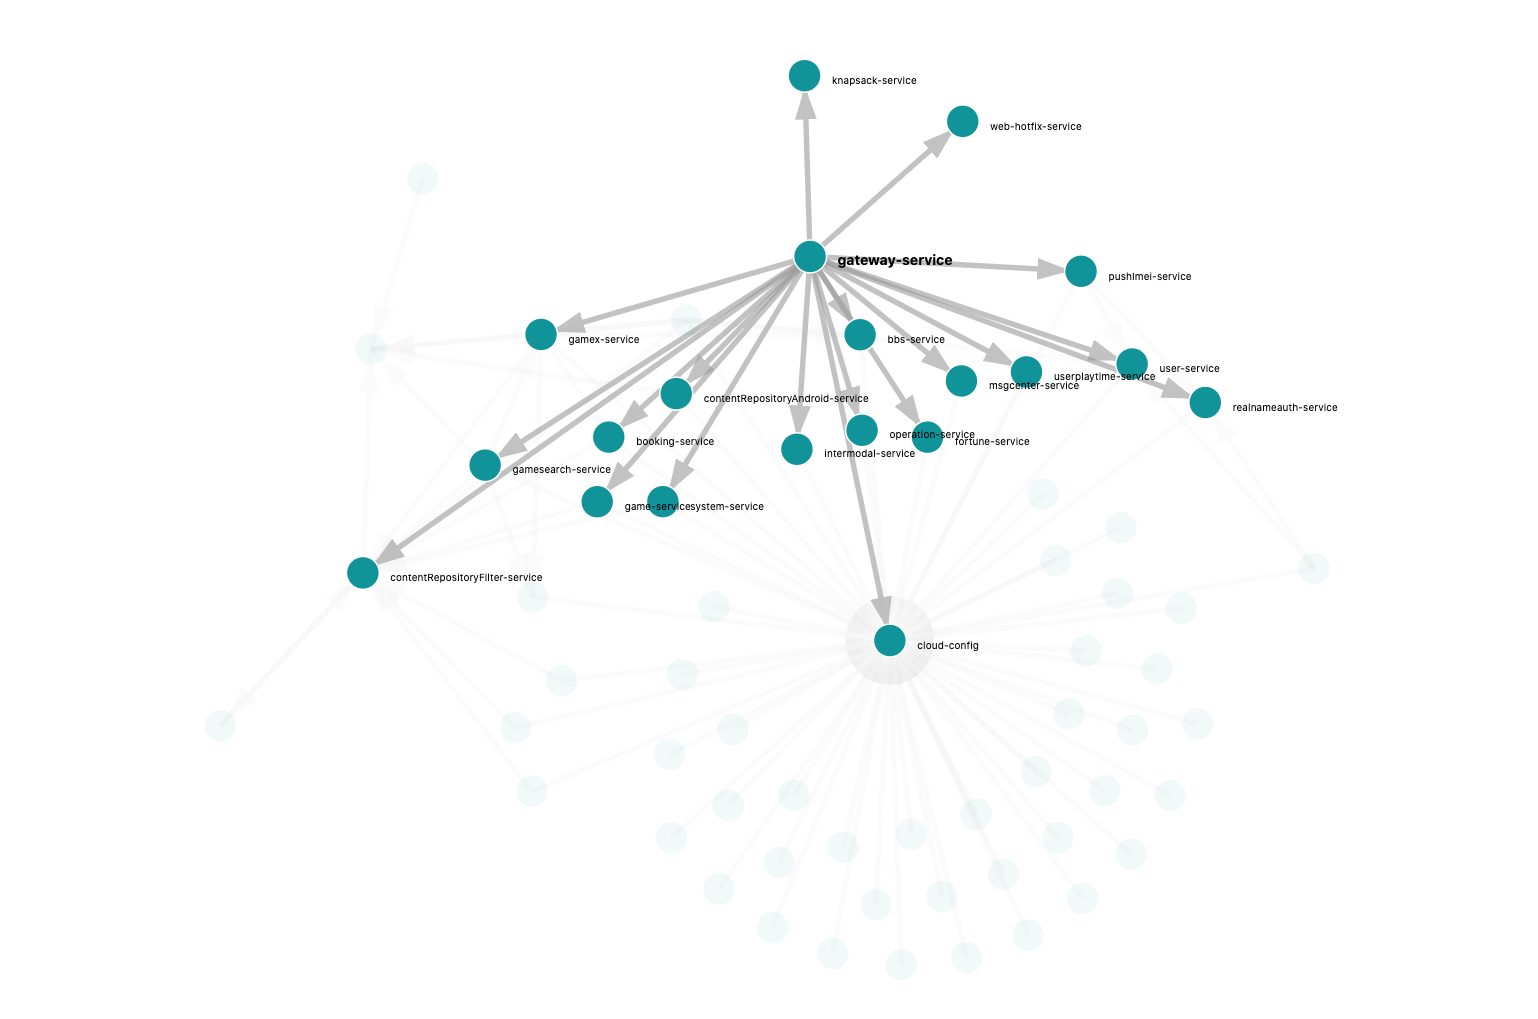 knapsack-service
web-hotfix-service
gateway-service
pushImei-service
gamex-service
bbs-service
user-service
userplaytime-service
msgcenter-service
contentRepositoryAndroid-service
realnameauth-service
operation-service
booking-service
fortune-service
intermodal-service
gamesearch-service
game-service
system-service
contentRepositoryFilter-service
cloud-config